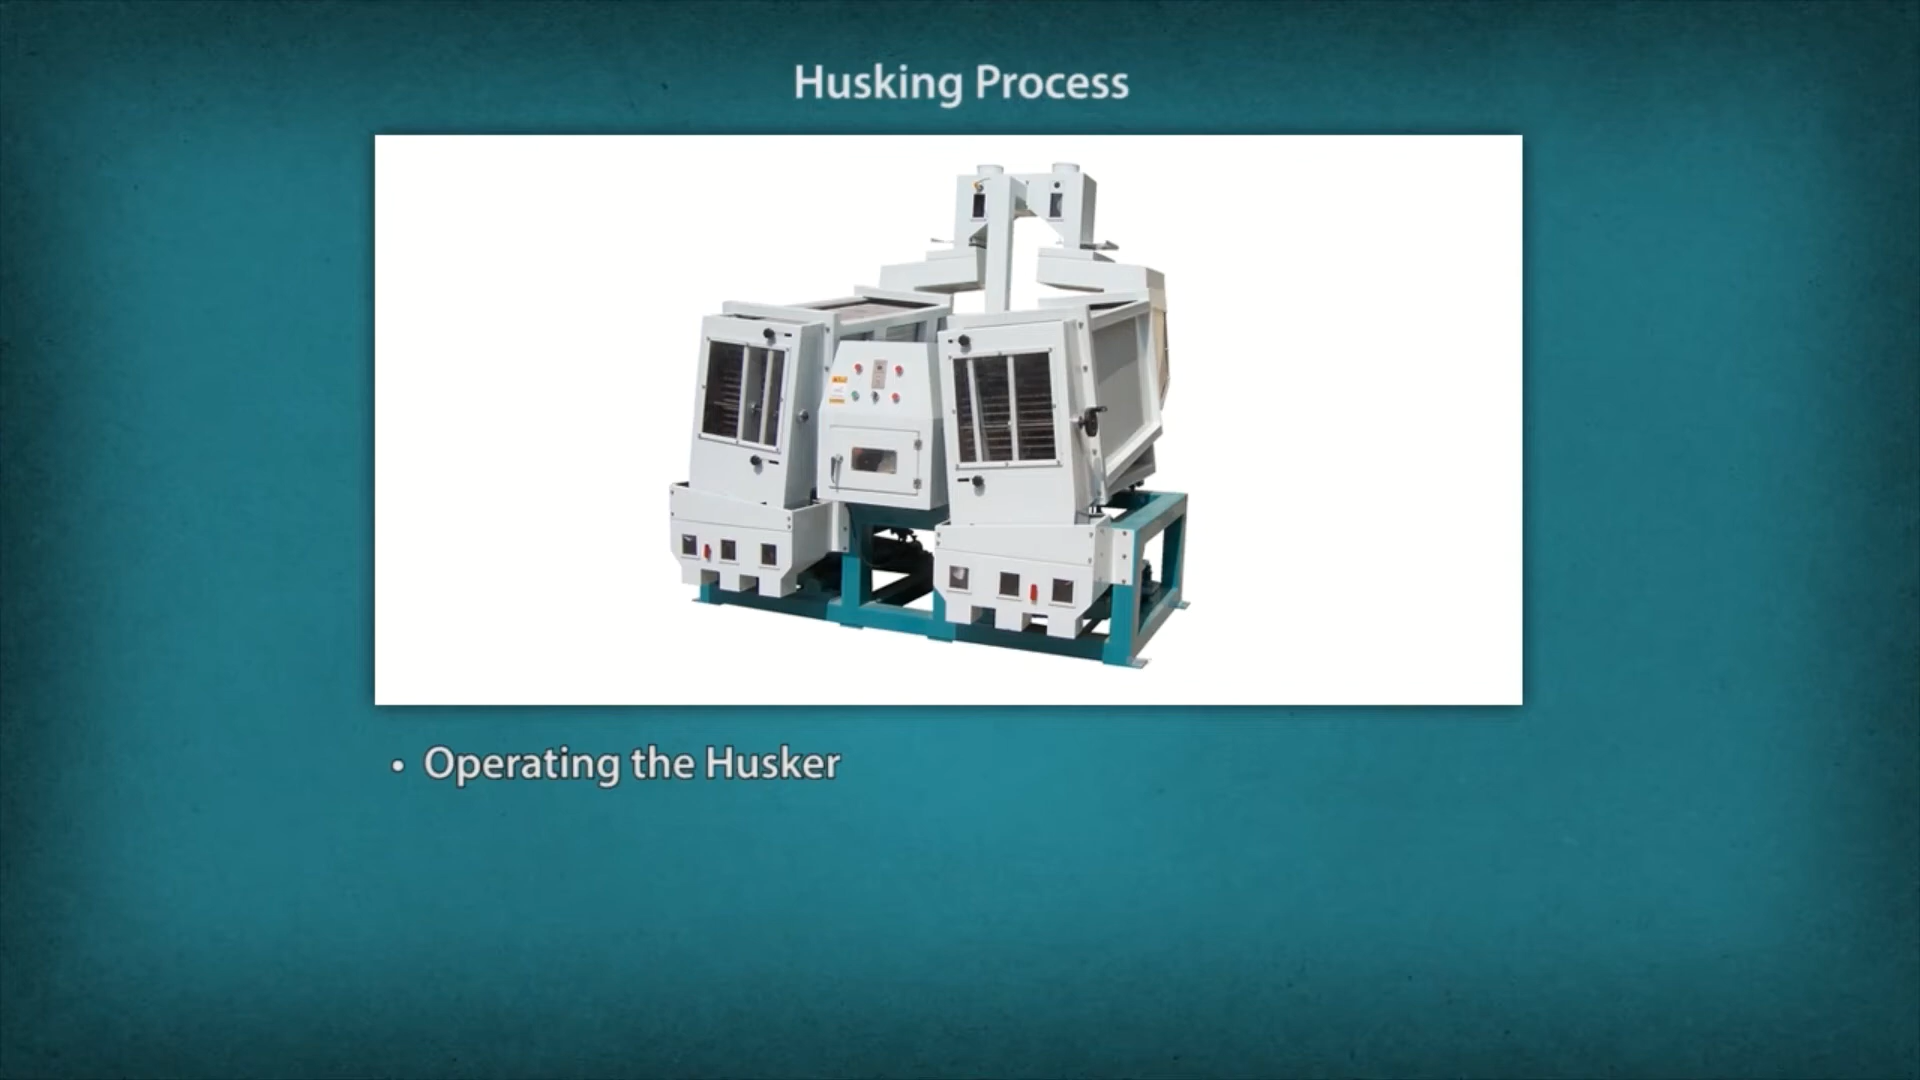 Husking Process
• Operating the Husker